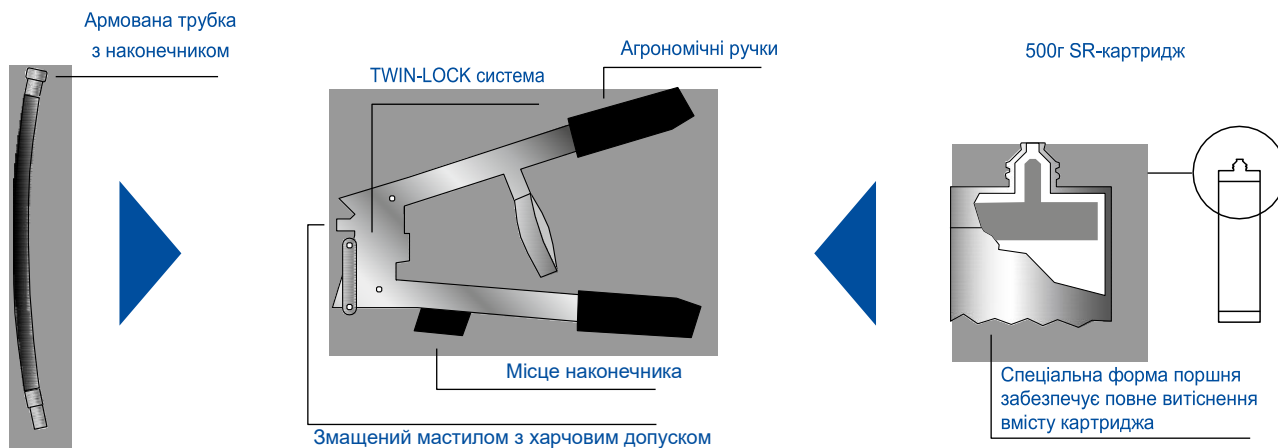 Армована трубка
з наконечником
TWIN-LOCK система
Агрономічні ручки
500г SR-картридж
Місце наконечника
Змащений мастилом з харчовим допуском
Спеціальна форма поршня
забезпечує повне витіснення
вмісту картриджа